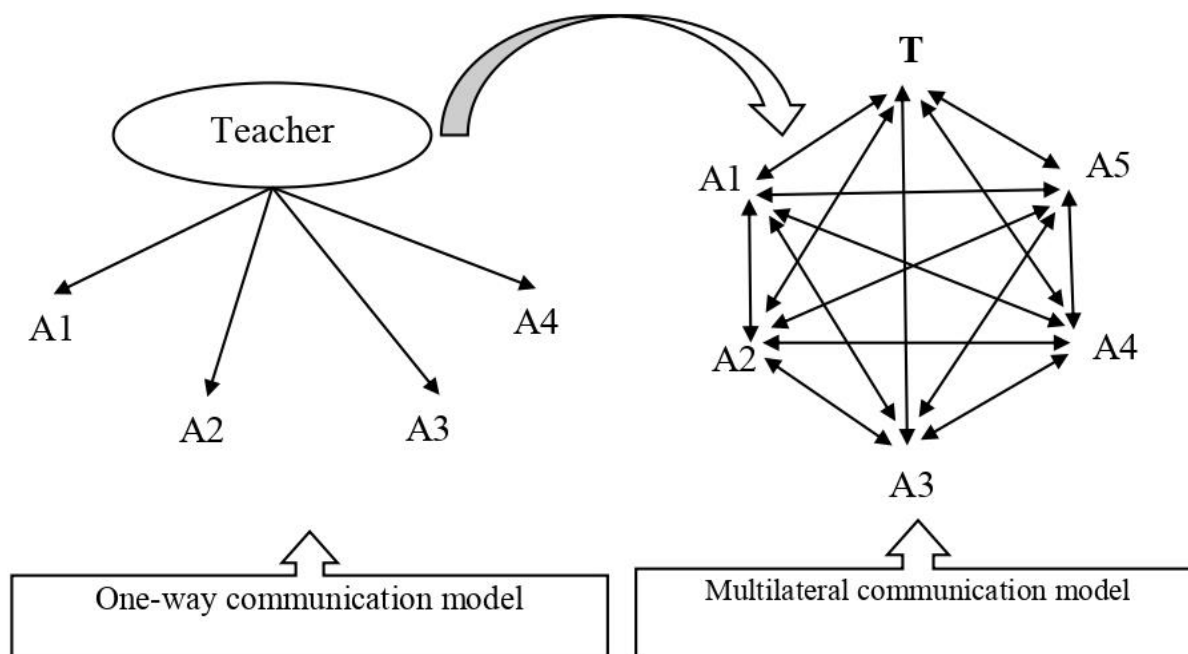 Teacher
A1
A2
A3
A4
T
A1
A5
A2
A4
A3
One-way communication model
Multilateral communication model